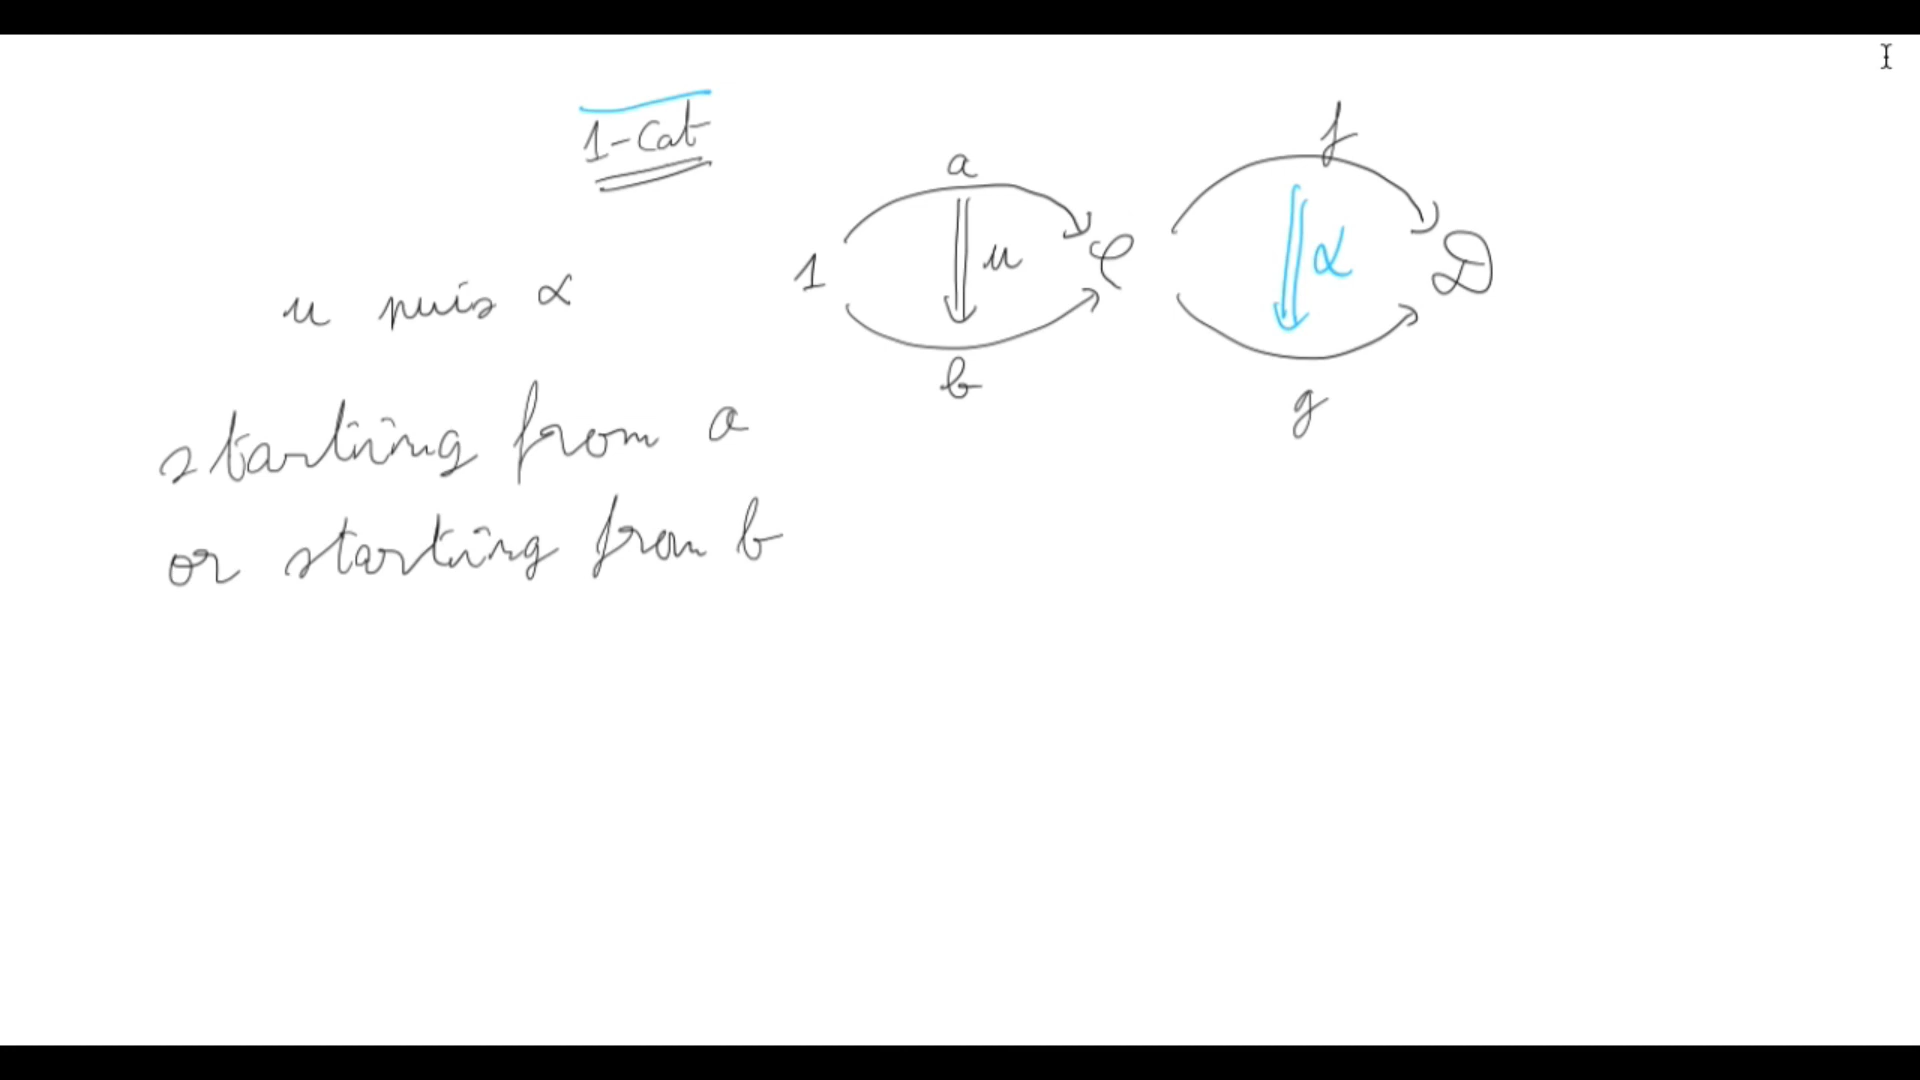 1-Cat
a
f
1
u
C
α
D
b
g
u puis α
starting from a
or starting from b